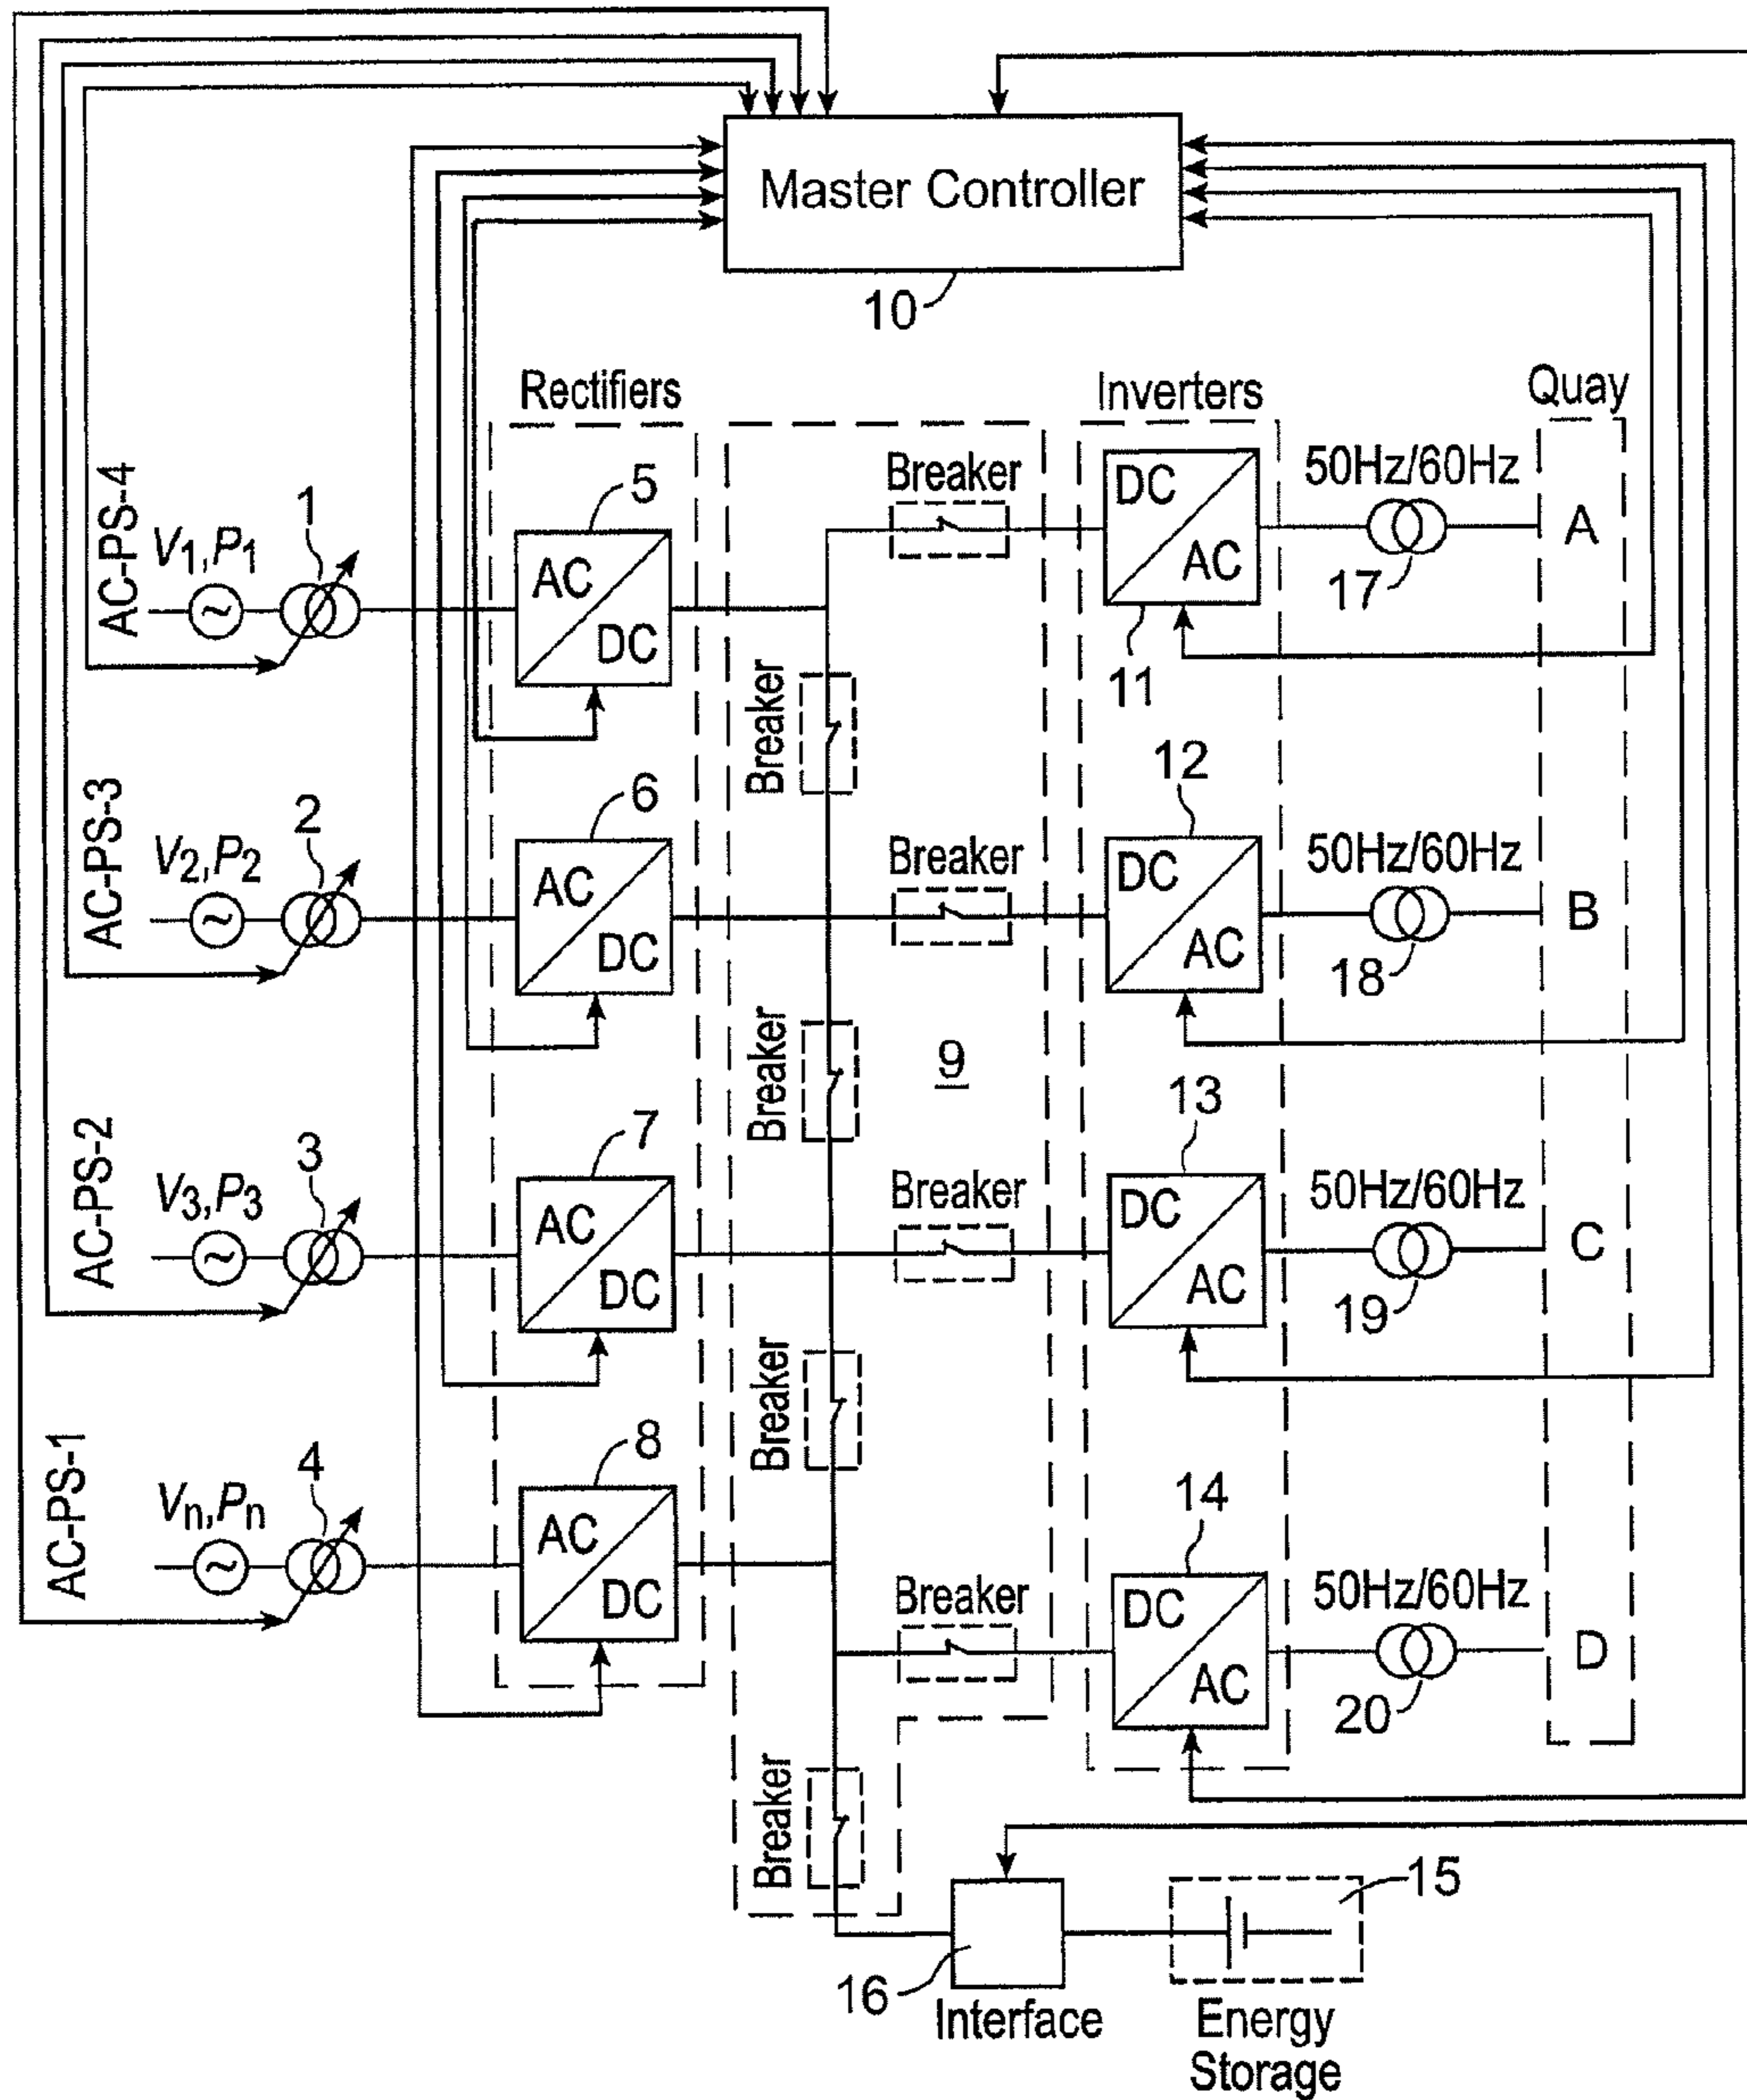 Master Controller
10
Rectifiers
Inverters
Quay
AC-PS-4
V1,P1
1
5
AC
DC
Breaker
DC
AC
11
50Hz/60Hz
17
A
Breaker
AC-PS-3
V2,P2
2
6
AC
DC
Breaker
12
DC
AC
50Hz/60Hz
18
B
Breaker
9
AC-PS-2
V3,P3
3
7
AC
DC
Breaker
13
DC
AC
50Hz/60Hz
19
C
Breaker
AC-PS-1
Vn,Pn
4
8
AC
DC
Breaker
14
DC
AC
50Hz/60Hz
20
D
Breaker
16
Interface
15
Energy
Storage